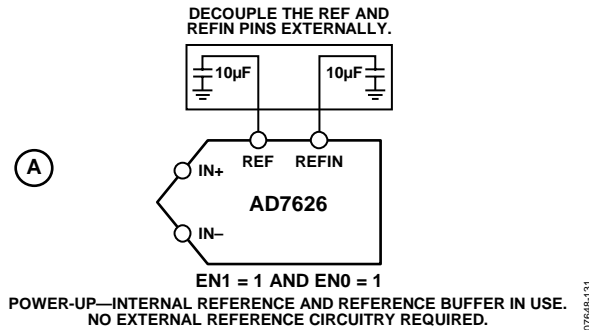 DECOUPLE THE REF AND
REFIN PINS EXTERNALLY.
10µF 10µF
REF REFIN
A
IN+
AD7626
IN–
EN1 = 1 AND EN0 = 1
POWER-UP—INTERNAL REFERENCE AND REFERENCE BUFFER IN USE.
NO EXTERNAL REFERENCE CIRCUITRY REQUIRED.
07648-131